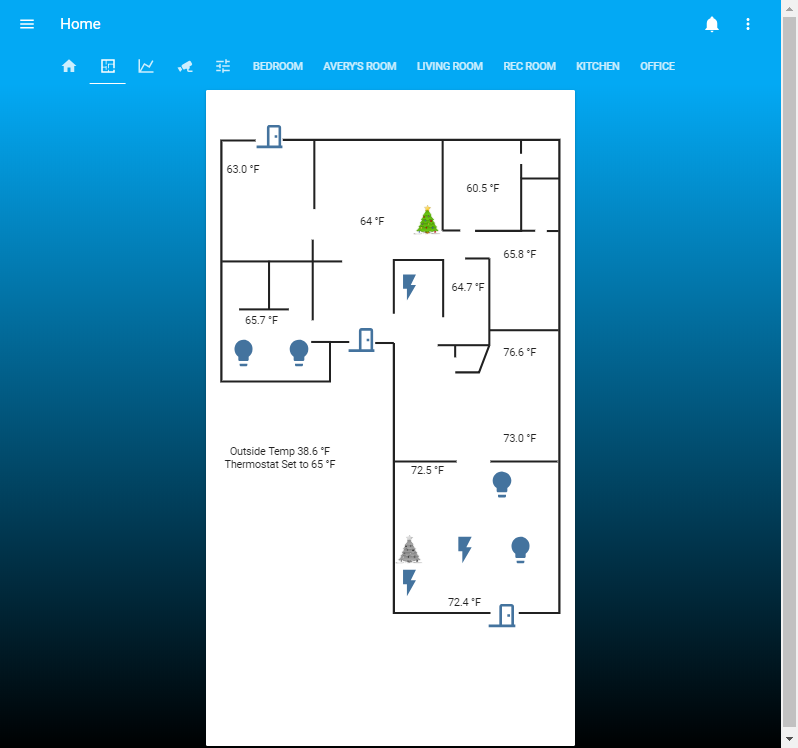 Home
BEDROOM AVERY'S ROOM LIVING ROOM REC ROOM KITCHEN OFFICE
63.0 °F
60.5 °F
64 °F
65.8 °F
64.7 °F
65.7 °F
76.6 °F
73.0 °F
Outside Temp 38.6 °F
Thermostat Set to 65 °F
72.5 °F
72.4 °F